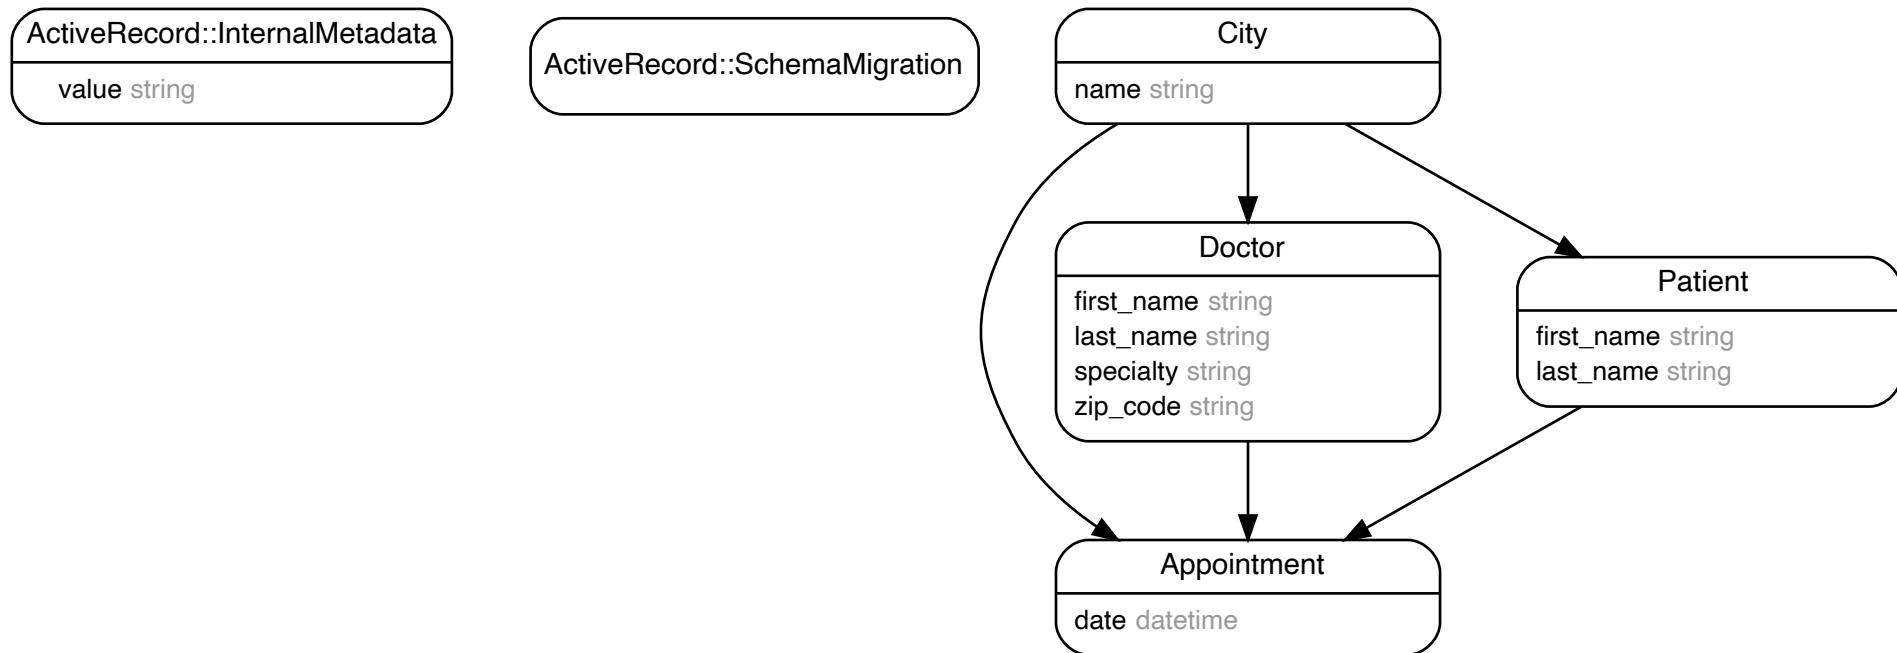 ActiveRecord::InternalMetadata
value string
ActiveRecord::SchemaMigration
City
name string
Doctor
first_name string
last_name string
specialty string
zip_code string
Patient
first_name string
last_name string
Appointment
date datetime